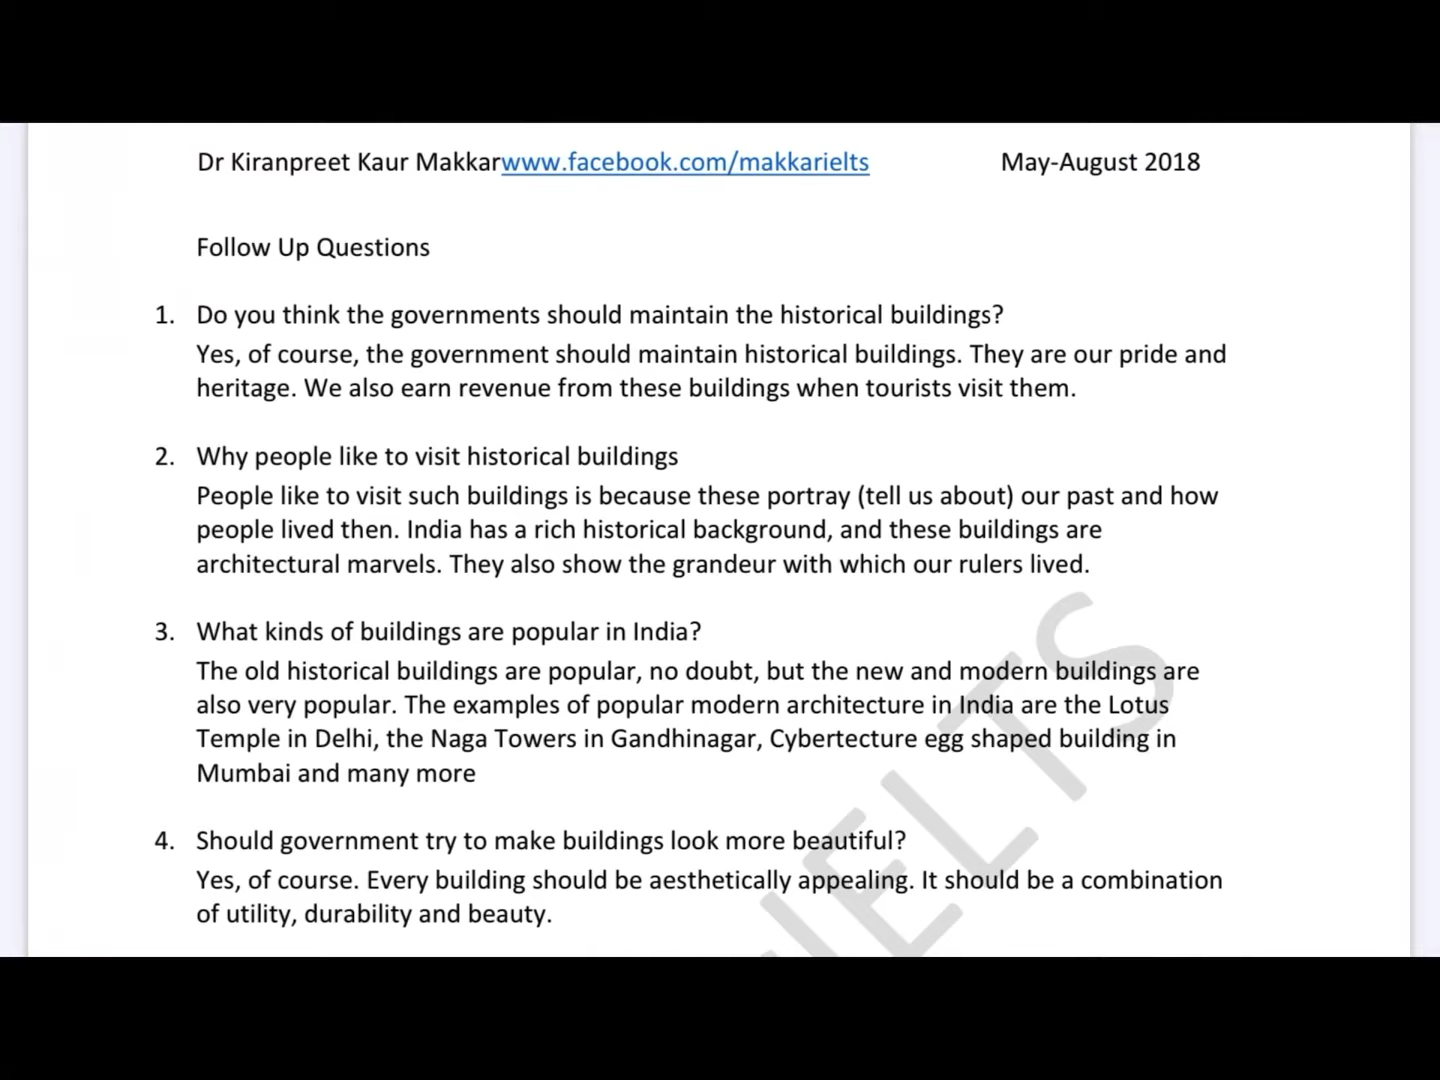 Dr Kiranpreet Kaur Makkarwww.facebook.com/makkarielts May-August 2018
Follow Up Questions
1. Do you think the governments should maintain the historical buildings?
Yes, of course, the government should maintain historical buildings. They are our pride and
heritage. We also earn revenue from these buildings when tourists visit them.
2. Why people like to visit historical buildings
People like to visit such buildings is because these portray (tell us about) our past and how
people lived then. India has a rich historical background, and these buildings are
architectural marvels. They also show the grandeur with which our rulers lived.
3. What kinds of buildings are popular in India?
The old historical buildings are popular, no doubt, but the new and modern buildings are
also very popular. The examples of popular modern architecture in India are the Lotus
Temple in Delhi, the Naga Towers in Gandhinagar, Cybertecture egg shaped building in
Mumbai and many more
4. Should government try to make buildings look more beautiful?
Yes, of course. Every building should be aesthetically appealing. It should be a combination
of utility, durability and beauty.
IELTS